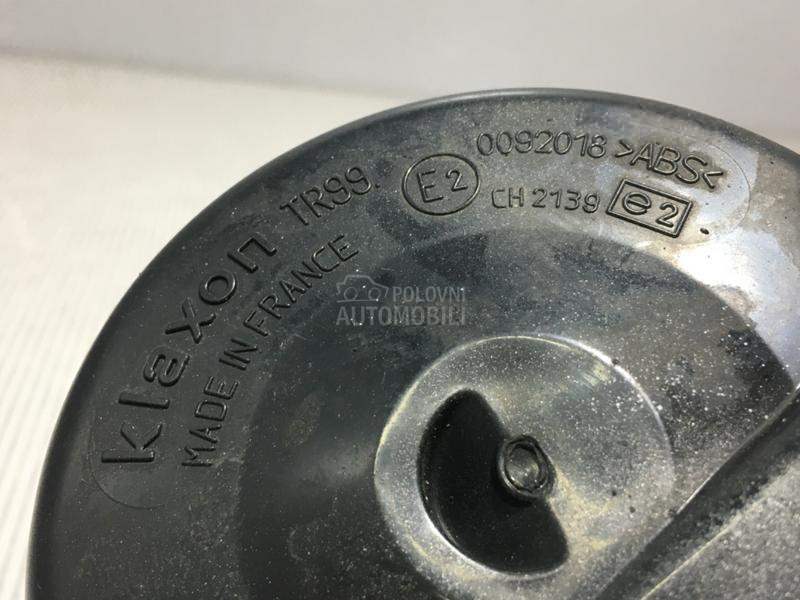 klaxon TR99.
MADE IN FRANCE
E2
0092018 >ABS<
CH 2139 e2
POLOVNI
AUTOMOBILI